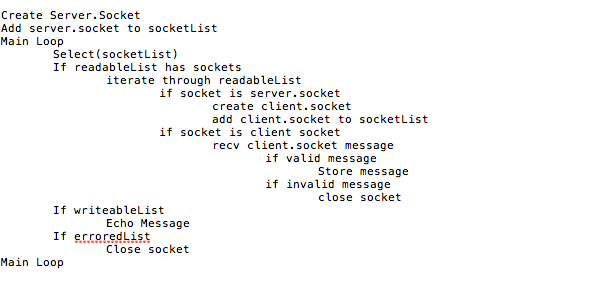 Create Server.Socket
Add server.socket to socketList
Main Loop
Select(socketList)
If readableList has sockets
iterate through readableList
if socket is server.socket
create client.socket
add client.socket to socketList
if socket is client socket
recv client.socket message
if valid message
Store message
if invalid message
close socket
If writeableList
Echo Message
If erroredList
Close socket
Main Loop